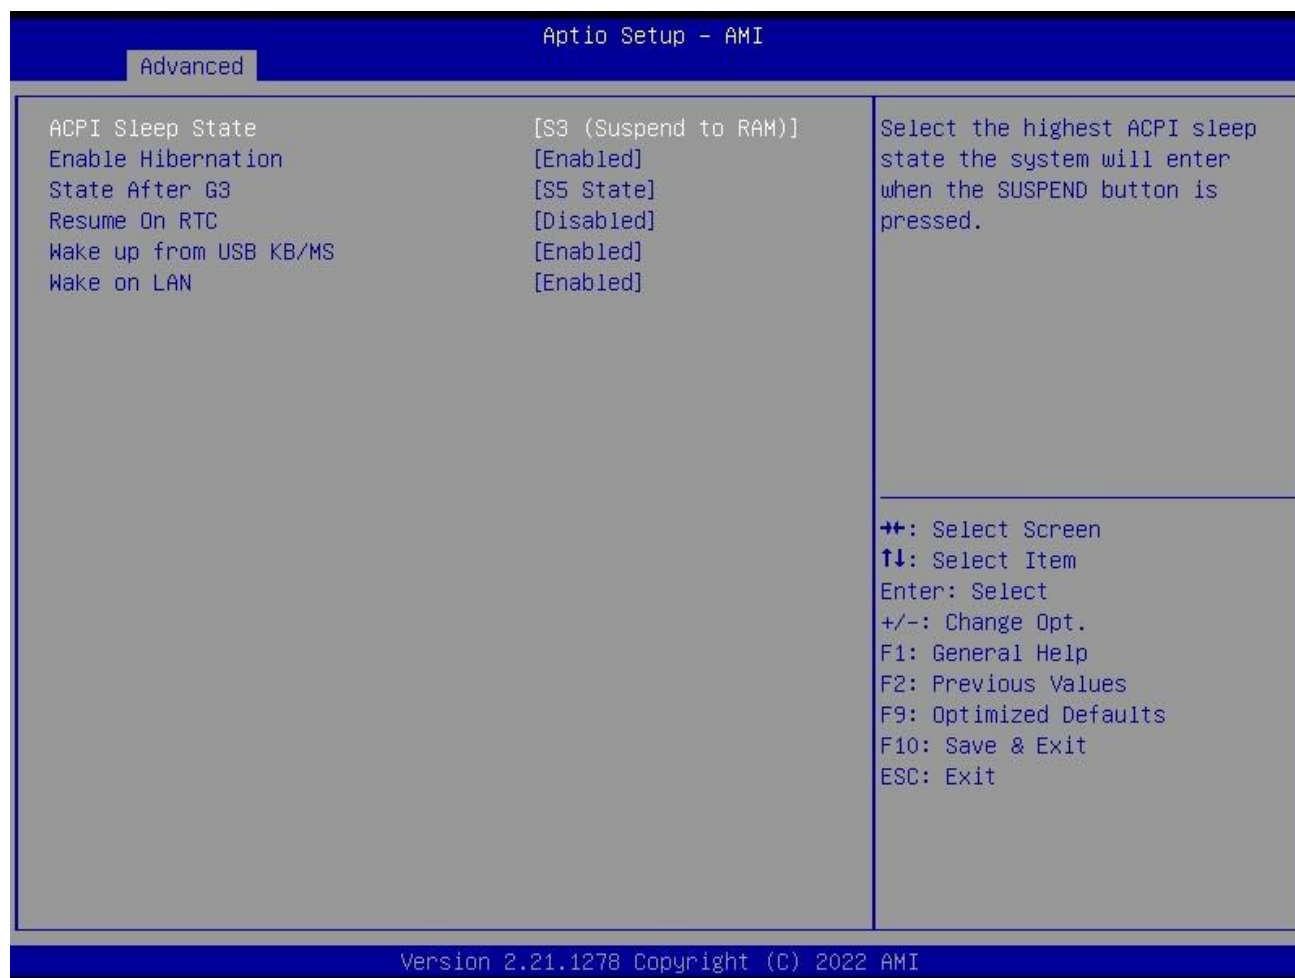 Aptio Setup - AMI
Advanced
ACPI Sleep State [S3 (Suspend to RAM)]
Enable Hibernation [Enabled]
State After G3 [S5 State]
Resume On RTC [Disabled]
Wake up from USB KB/MS [Enabled]
Wake on LAN [Enabled]
Select the highest ACPI sleep
state the system will enter
when the SUSPEND button is
pressed.
→←: Select Screen
↑↓: Select Item
Enter: Select
+/-: Change Opt.
F1: General Help
F2: Previous Values
F9: Optimized Defaults
F10: Save & Exit
ESC: Exit
Version 2.21.1278 Copyright (C) 2022 AMI